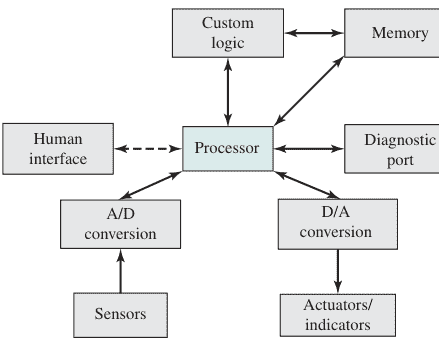 Custom
logic
Memory
Human
interface
Processor
Diagnostic
port
A/D
conversion
D/A
conversion
Sensors
Actuators/
indicators